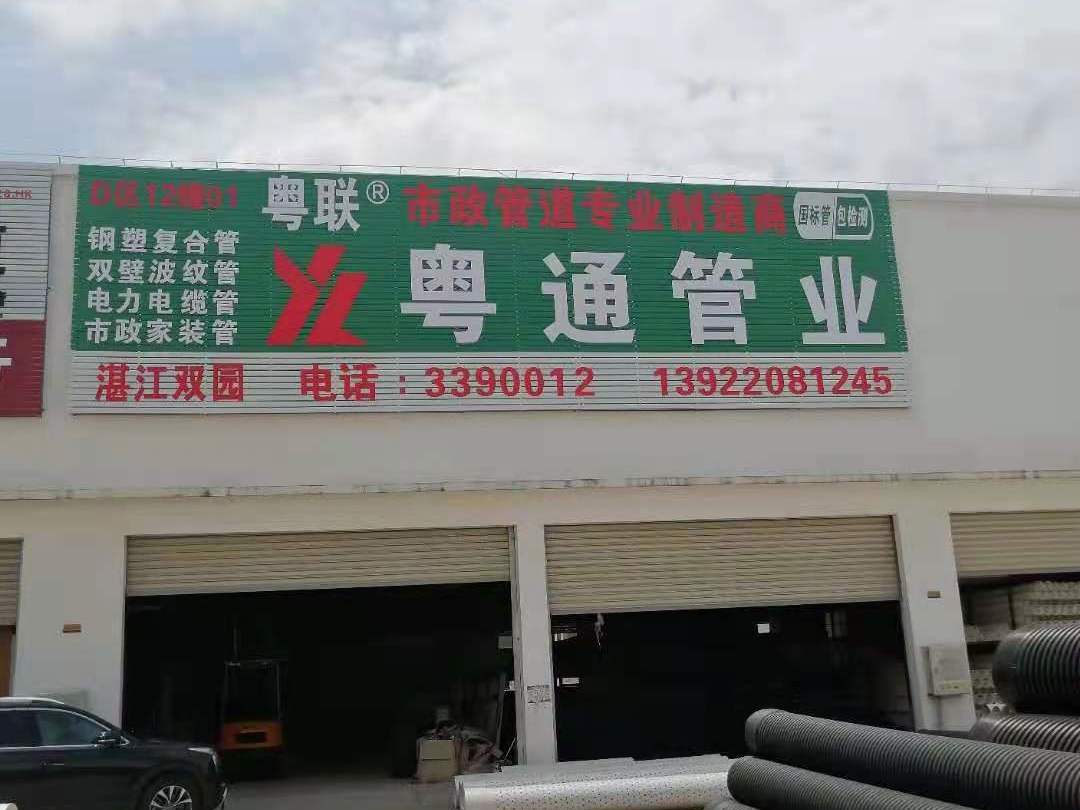 D区12幢01
粤联® 市政管道专业制造商 国标管 包检测
钢塑复合管
双壁波纹管
电力电缆管
市政家装管
YL 粤通管业
湛江双园 电话：3390012 13922081245